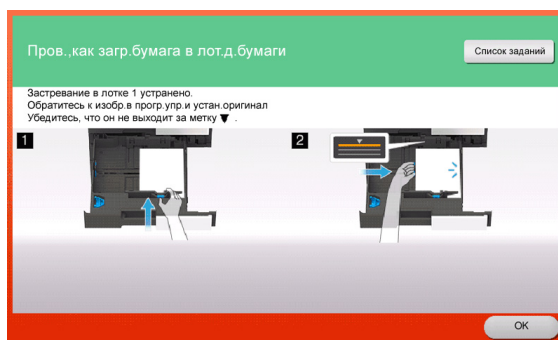 Пров.,как загр.бумага в лот.д.бумаги
Список заданий
Застревание в лотке 1 устранено.
Обратитесь к изобр.в прогр.упр.и устан.оригинал
Убедитесь, что он не выходит за метку ▼ .
1
2
OK